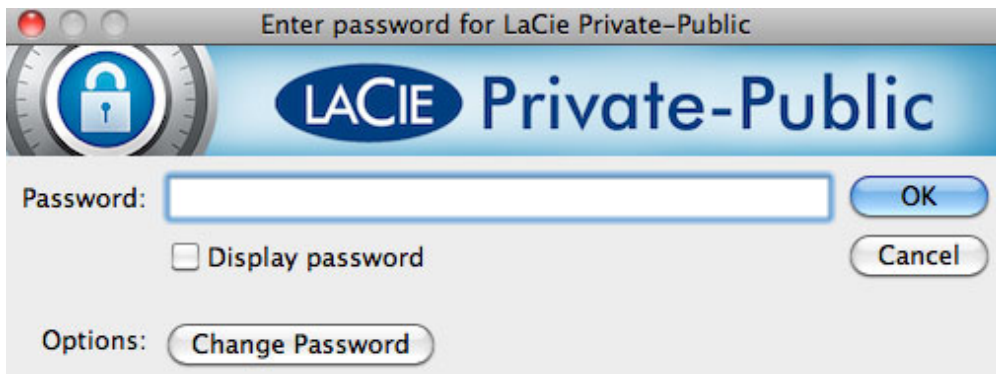 Enter password for LaCie Private-Public
LACIE Private-Public
Password:
OK
Display password
Cancel
Options:
Change Password